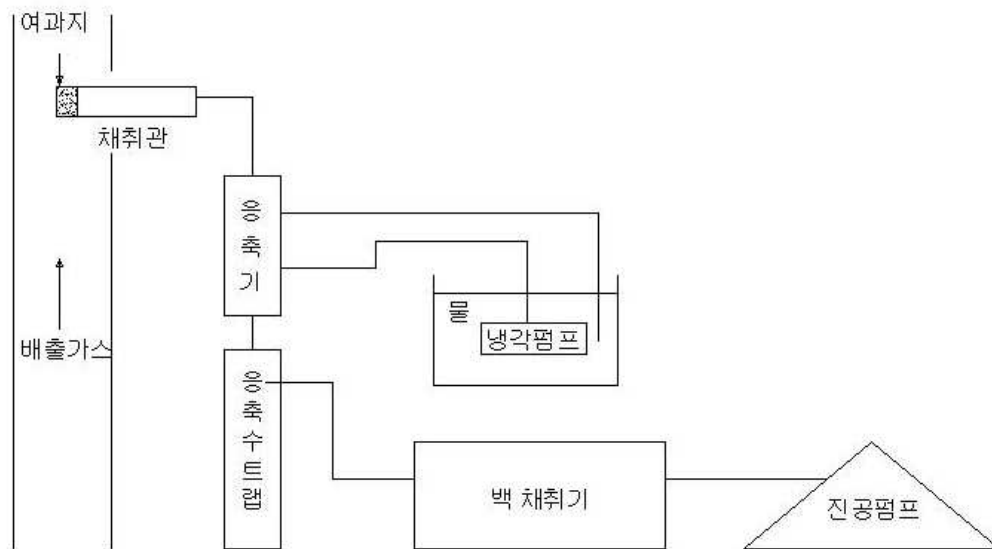 여과지
채취관
응축기
물
냉각펌프
배출가스
응축수트랩
백 채취기
진공펌프